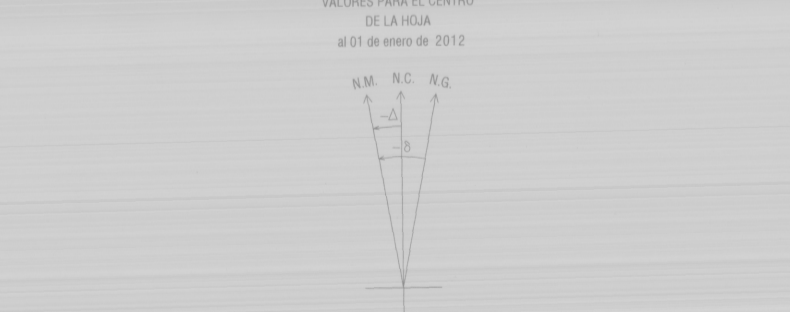 VALORES PARA EL CENTRO
DE LA HOJA
al 01 de enero de 2012
N.M. N.C. N.G.
-Δ
-δ